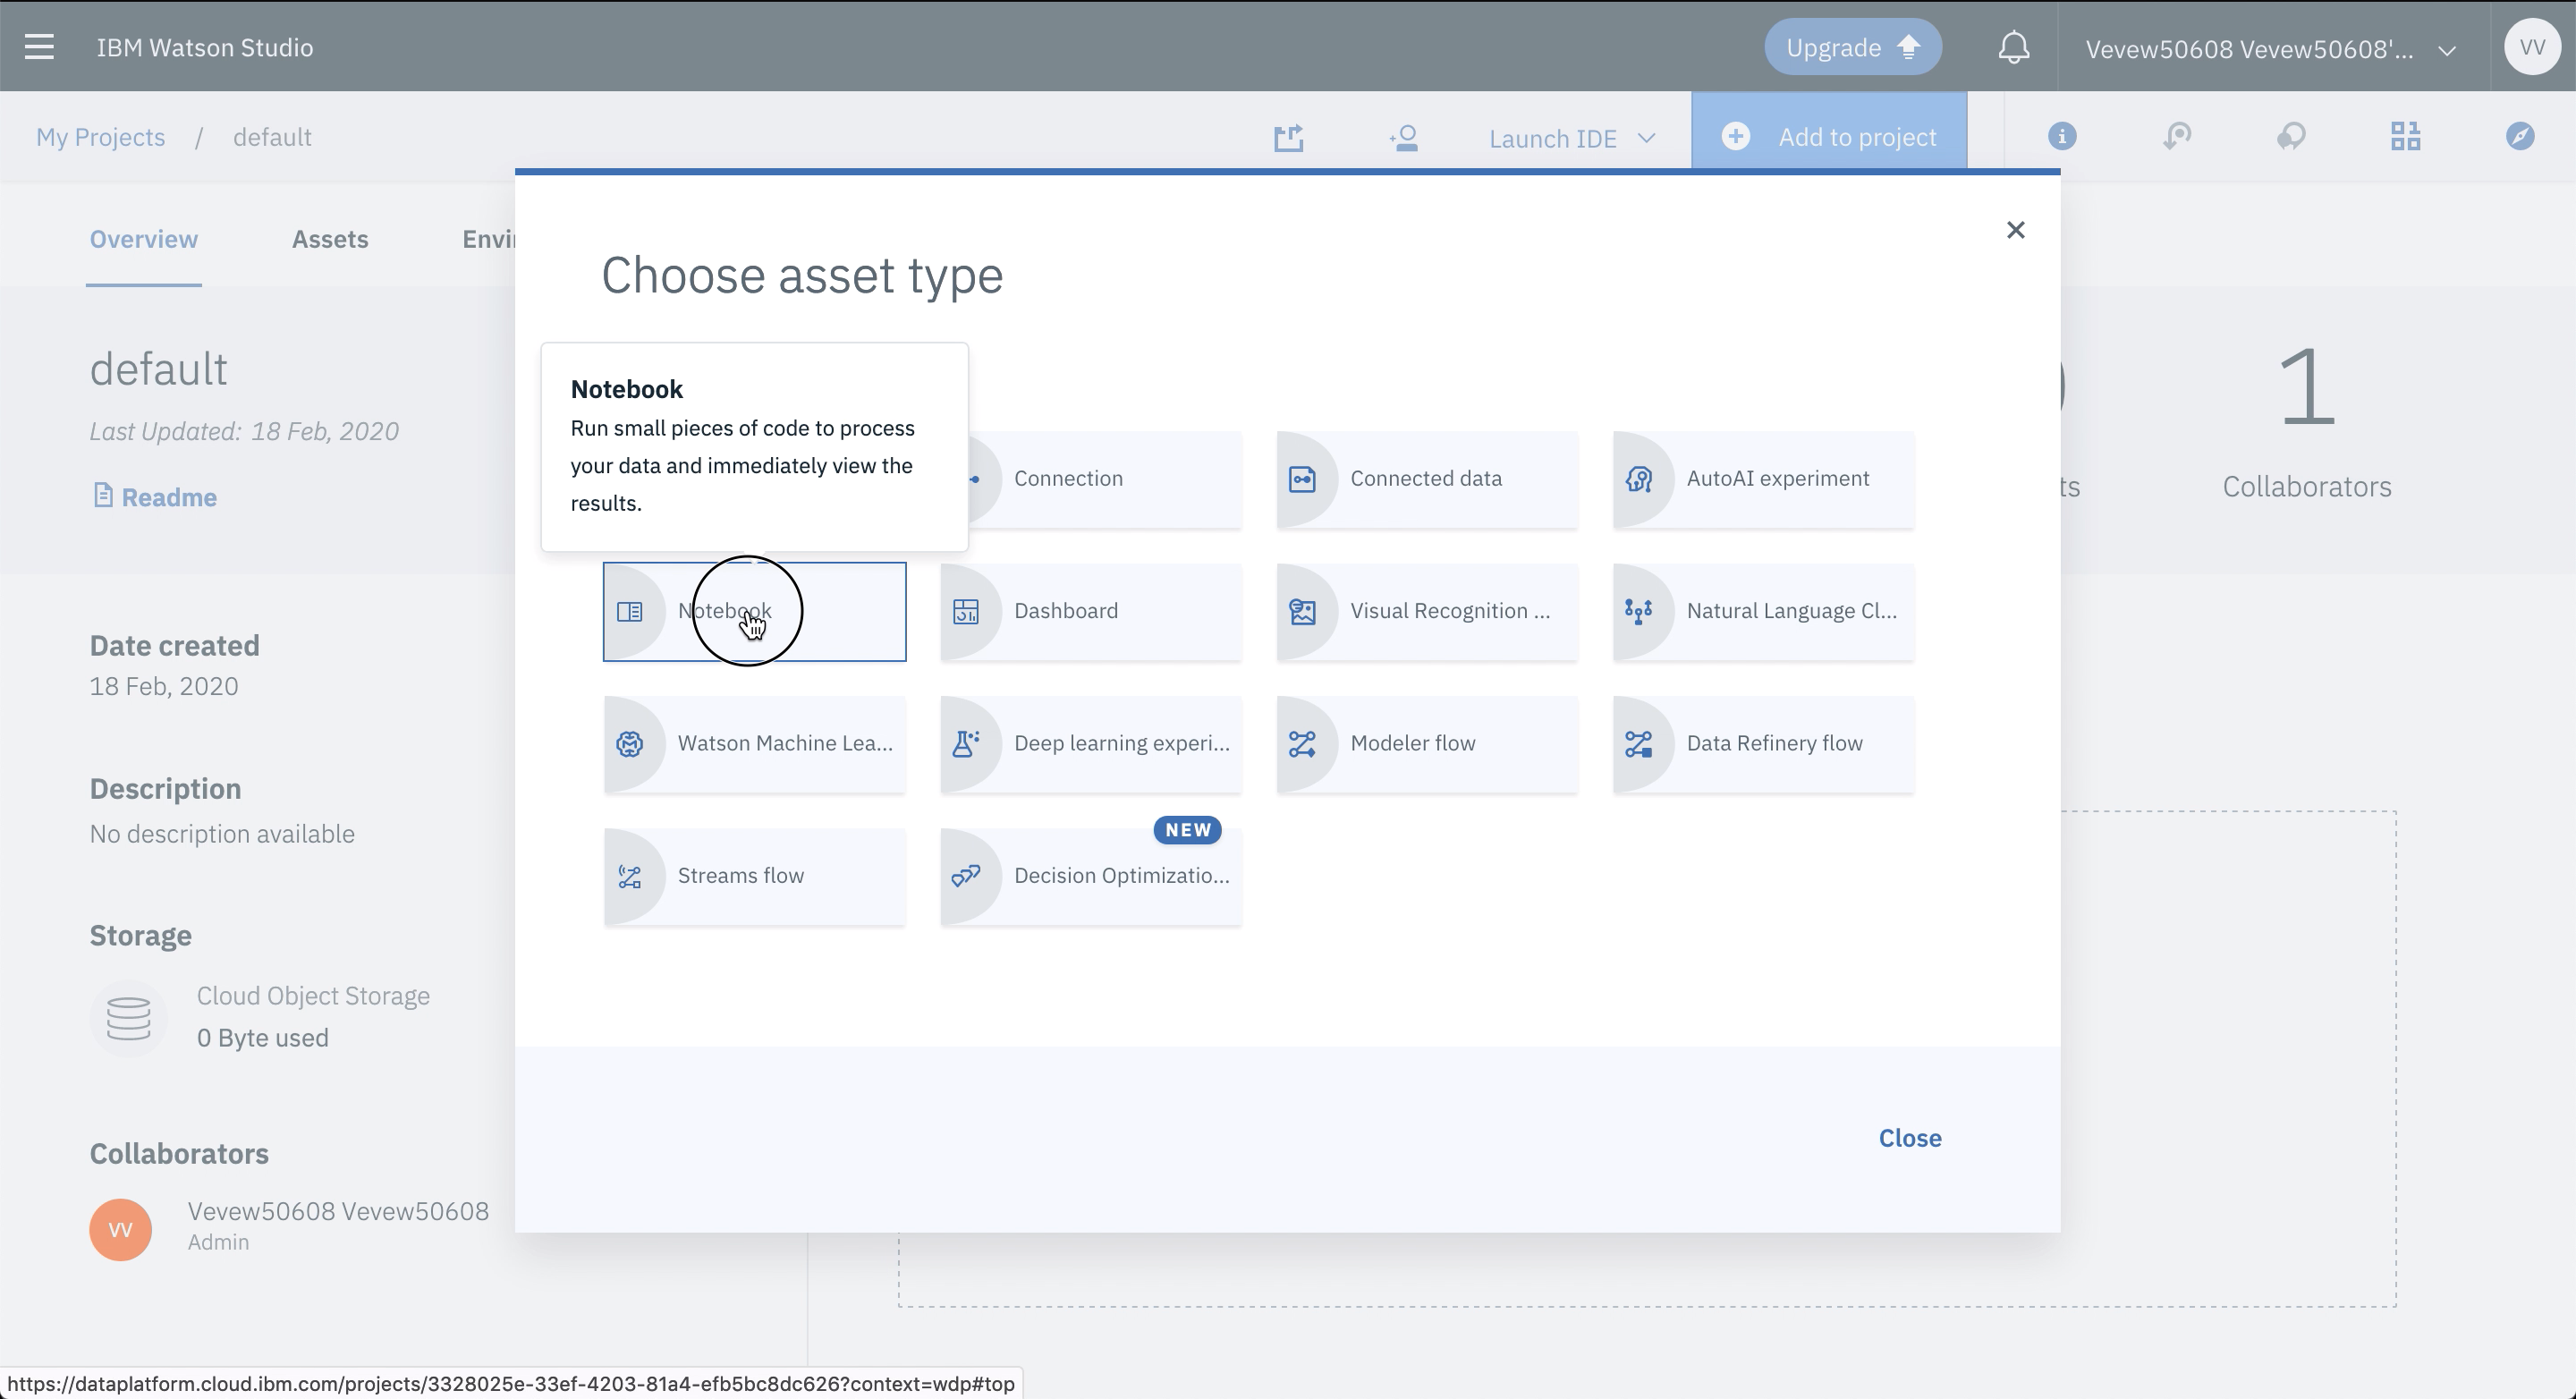 IBM Watson Studio
Upgrade
Vevew50608 Vevew50608'...
VV
My Projects / default
Launch IDE
Add to project
Overview
Assets
Choose asset type
default
Last Updated: 18 Feb, 2020
Readme
1
Collaborators
Notebook
Run small pieces of code to process
your data and immediately view the
results.
Connection
Connected data
AutoAI experiment
Notebook
Dashboard
Visual Recognition ...
Natural Language Cl...
Watson Machine Lea...
Deep learning experi...
Modeler flow
Data Refinery flow
Streams flow
NEW
Decision Optimizatio...
Date created
18 Feb, 2020
Description
No description available
Storage
Cloud Object Storage
0 Byte used
Collaborators
VV
Vevew50608 Vevew50608
Admin
Close
https://dataplatform.cloud.ibm.com/projects/3328025e-33ef-4203-81a4-efb5bc8dc626?context=wdp#top